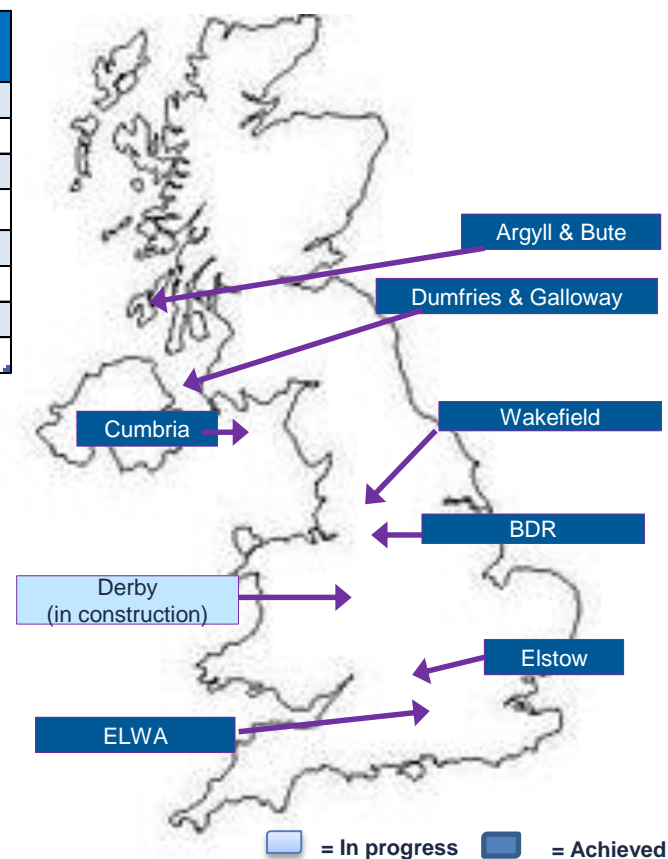 Argyll & Bute
Dumfries & Galloway
Cumbria
Wakefield
BDR
Derby
(in construction)
Elstow
ELWA
= In progress
= Achieved